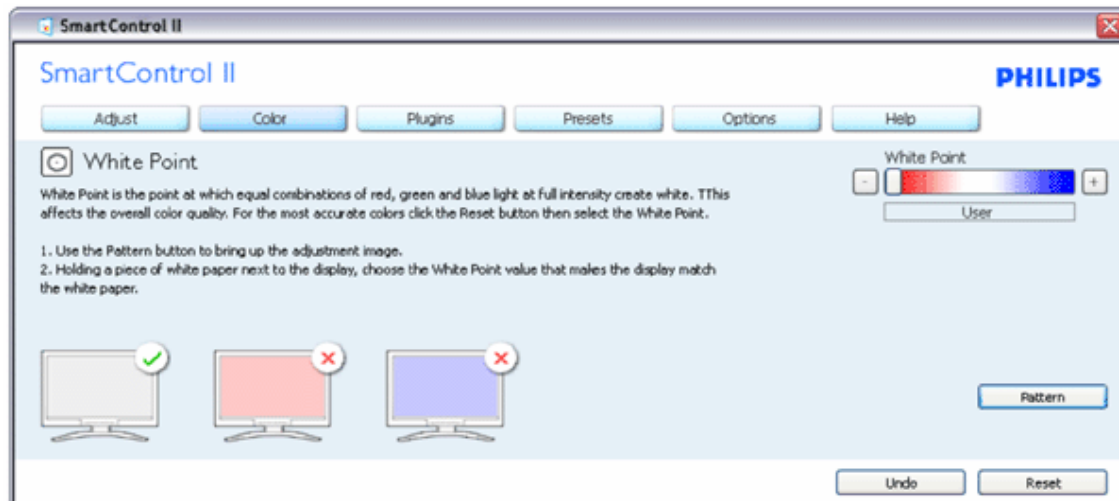 SmartControl II
SmartControl II
PHILIPS
Adjust
Color
Plugins
Presets
Options
Help
White Point
White Point is the point at which equal combinations of red, green and blue light at full intensity create white. TThis
affects the overall color quality. For the most accurate colors click the Reset button then select the White Point.
1. Use the Pattern button to bring up the adjustment image.
2. Holding a piece of white paper next to the display, choose the White Point value that makes the display match
the white paper.
White Point
-
+
User
Pattern
Undo
Reset